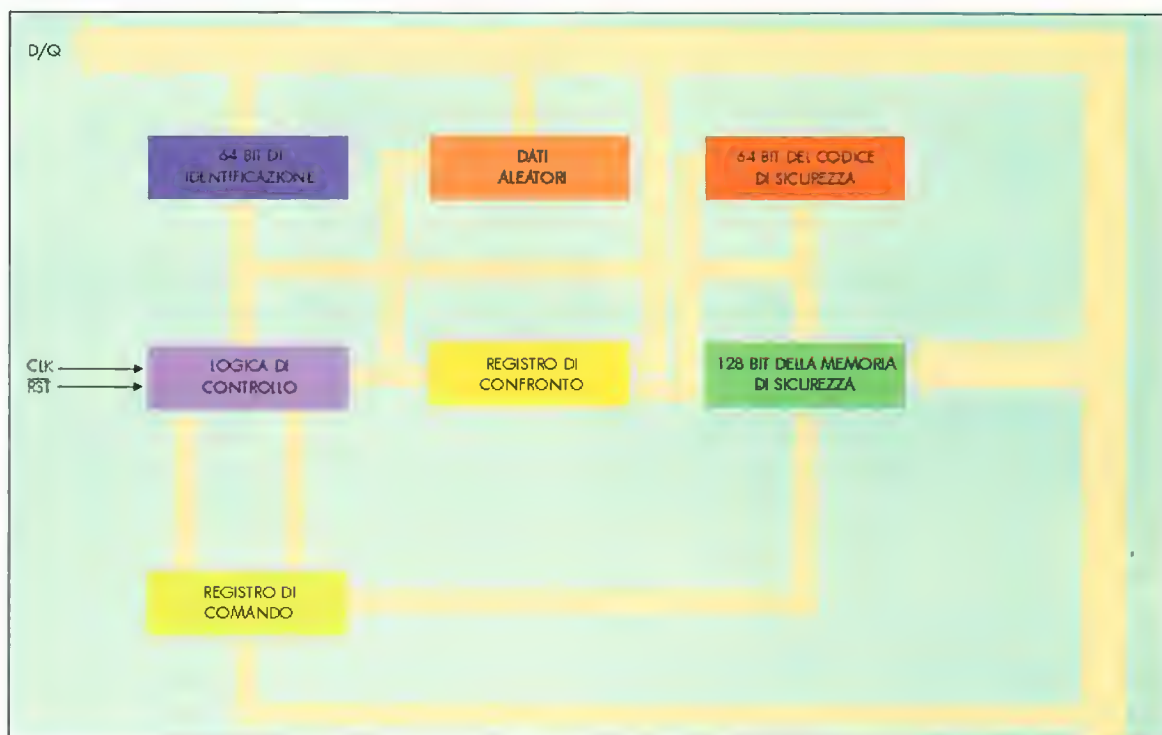 D/Q
64 BIT DI
IDENTIFICAZIONE
DATI
ALEATORI
64 BIT DEL CODICE
DI SICUREZZA
CLK
RST
LOGICA DI
CONTROLLO
REGISTRO DI
CONFRONTO
128 BIT DELLA MEMORIA
DI SICUREZZA
REGISTRO DI
COMANDO